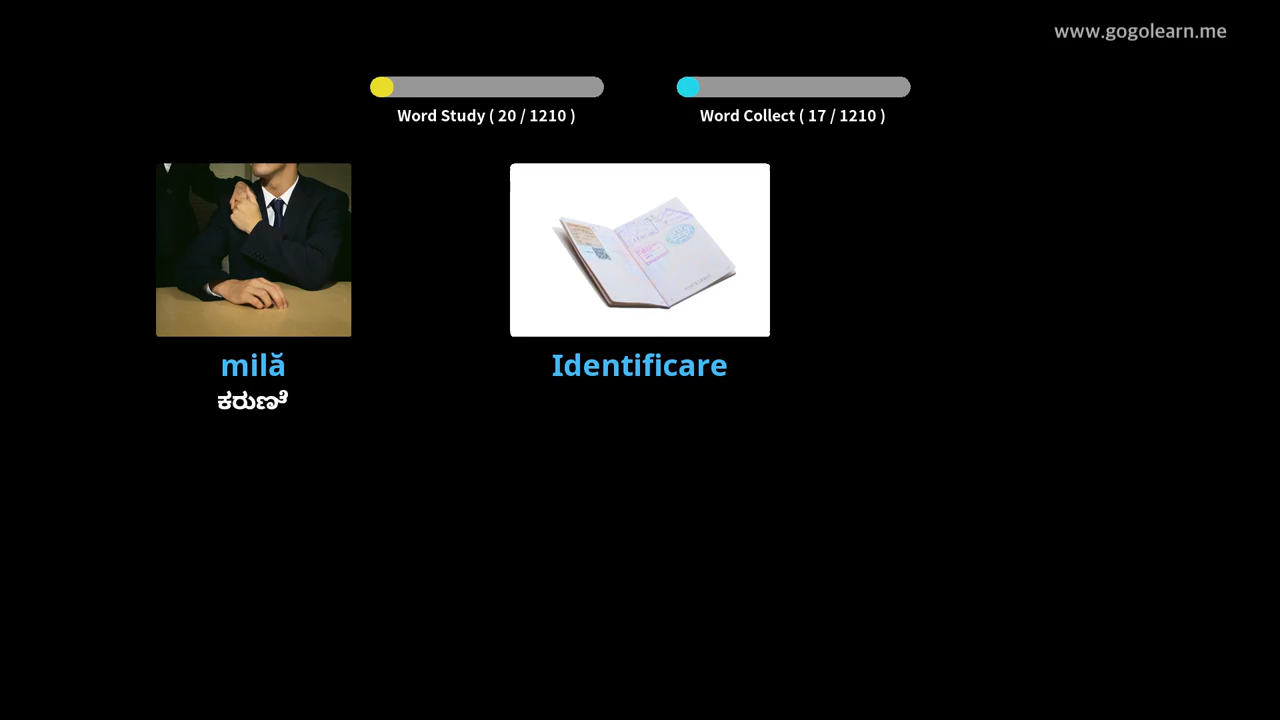 www.gogolearn.me
Word Study ( 20 / 1210 )
Word Collect ( 17 / 1210 )
milă
ಕರುಣೆ
Identificare